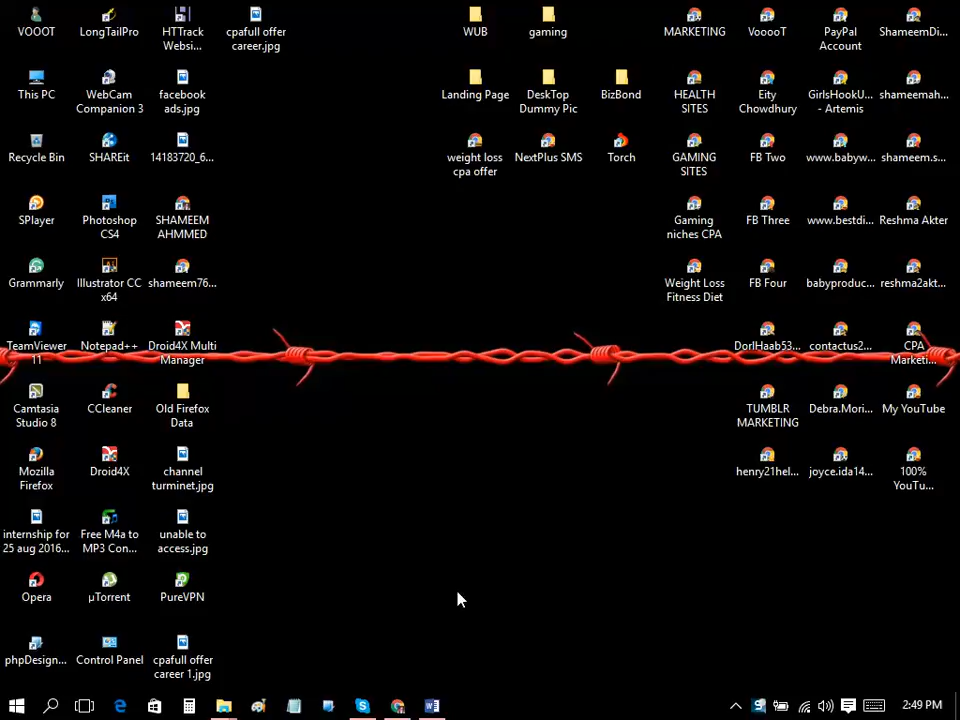 VOOOT
LongTailPro
HTTrack
Websi...
cpafull offer
career.jpg
WUB
gaming
MARKETING
VooooT
PayPal
Account
ShameemDi...
This PC
WebCam
Companion 3
facebook
ads.jpg
Landing Page
DeskTop
Dummy Pic
BizBond
HEALTH
SITES
Eity
Chowdhury
GirlsHookU...
- Artemis
shameemah...
Recycle Bin
SHAREit
14183720_6...
weight loss
cpa offer
NextPlus SMS
Torch
GAMING
SITES
FB Two
www.babyw...
shameem.s...
SPlayer
Photoshop
CS4
SHAMEEM
AHMMED
Gaming
niches CPA
FB Three
www.bestdi...
Reshma Akter
Grammarly
Illustrator CC
x64
shameem76...
Weight Loss
Fitness Diet
FB Four
babyproduc...
reshma2akt...
TeamViewer
11
Notepad++
Droid4X Multi
Manager
DorlHaab53...
contactus2...
CPA
Marketi...
Camtasia
Studio 8
CCleaner
Old Firefox
Data
TUMBLR
MARKETING
Debra.Mori...
My YouTube
Mozilla
Firefox
Droid4X
channel
turminet.jpg
henry21hel...
joyce.ida14...
100%
YouTu...
internship for
25 aug 2016...
Free M4a to
MP3 Con...
unable to
access.jpg
Opera
µTorrent
PureVPN
phpDesign...
Control Panel
cpafull offer
career 1.jpg
2:49 PM